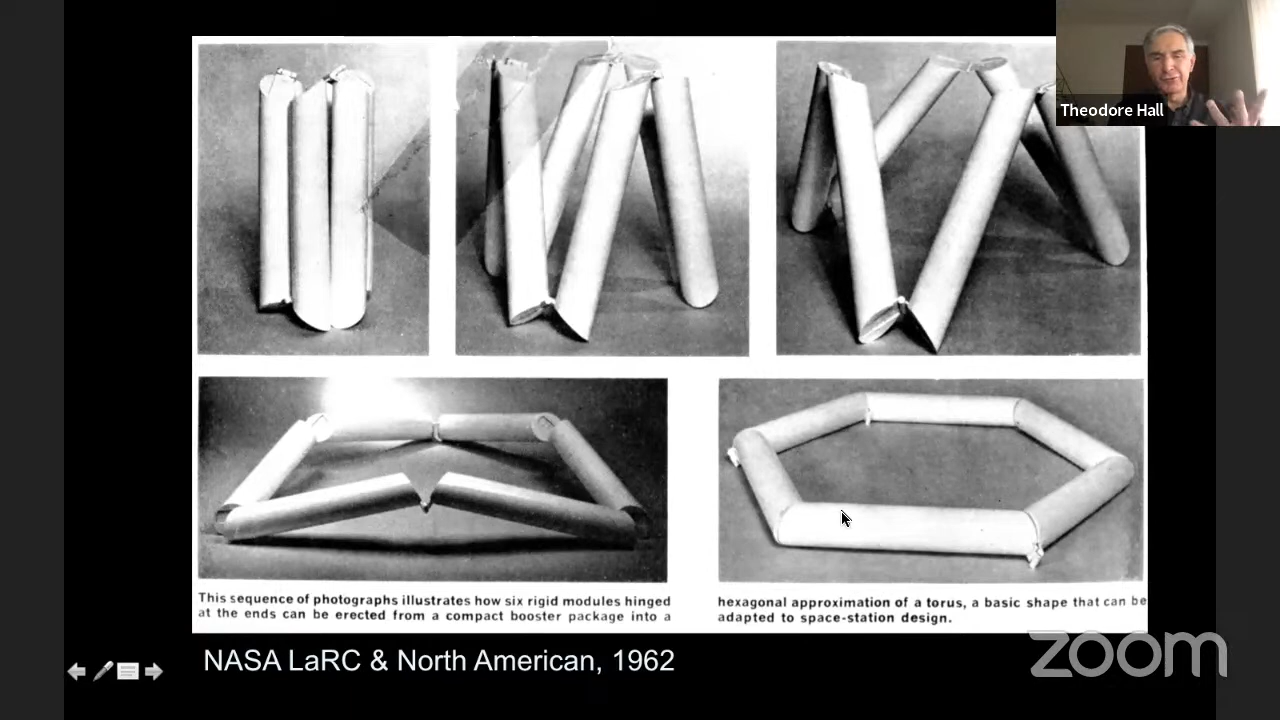 Theodore Hall
This sequence of photographs illustrates how six rigid modules hinged
at the ends can be erected from a compact booster package into a
hexagonal approximation of a torus, a basic shape that can be
adapted to space-station design.
NASA LaRC & North American, 1962
zoom